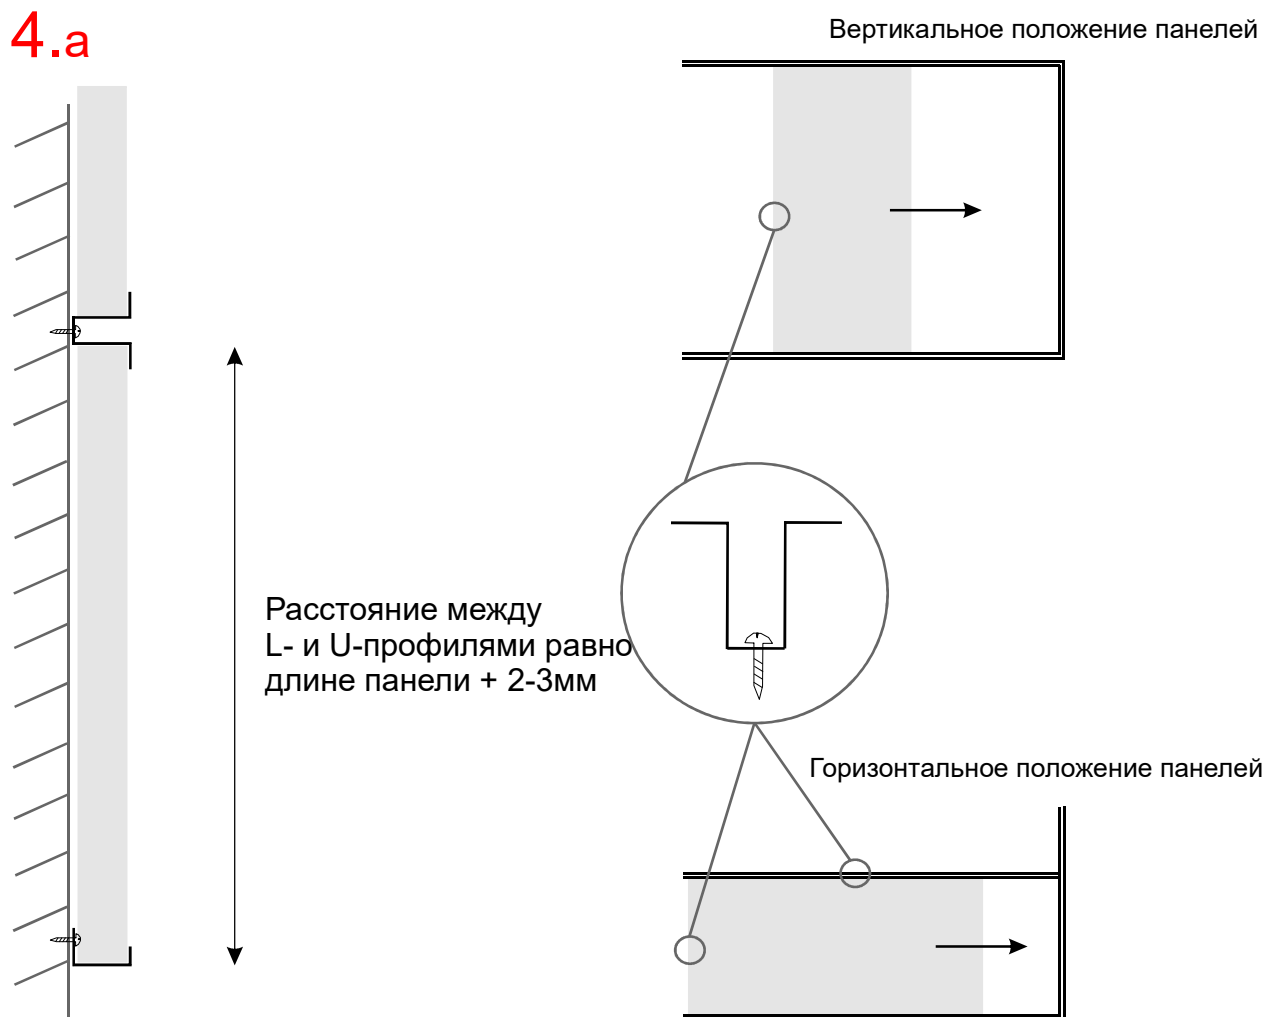 4.а
Вертикальное положение панелей
Расстояние между
L- и U-профилями равно
длине панели + 2-3мм
Горизонтальное положение панелей